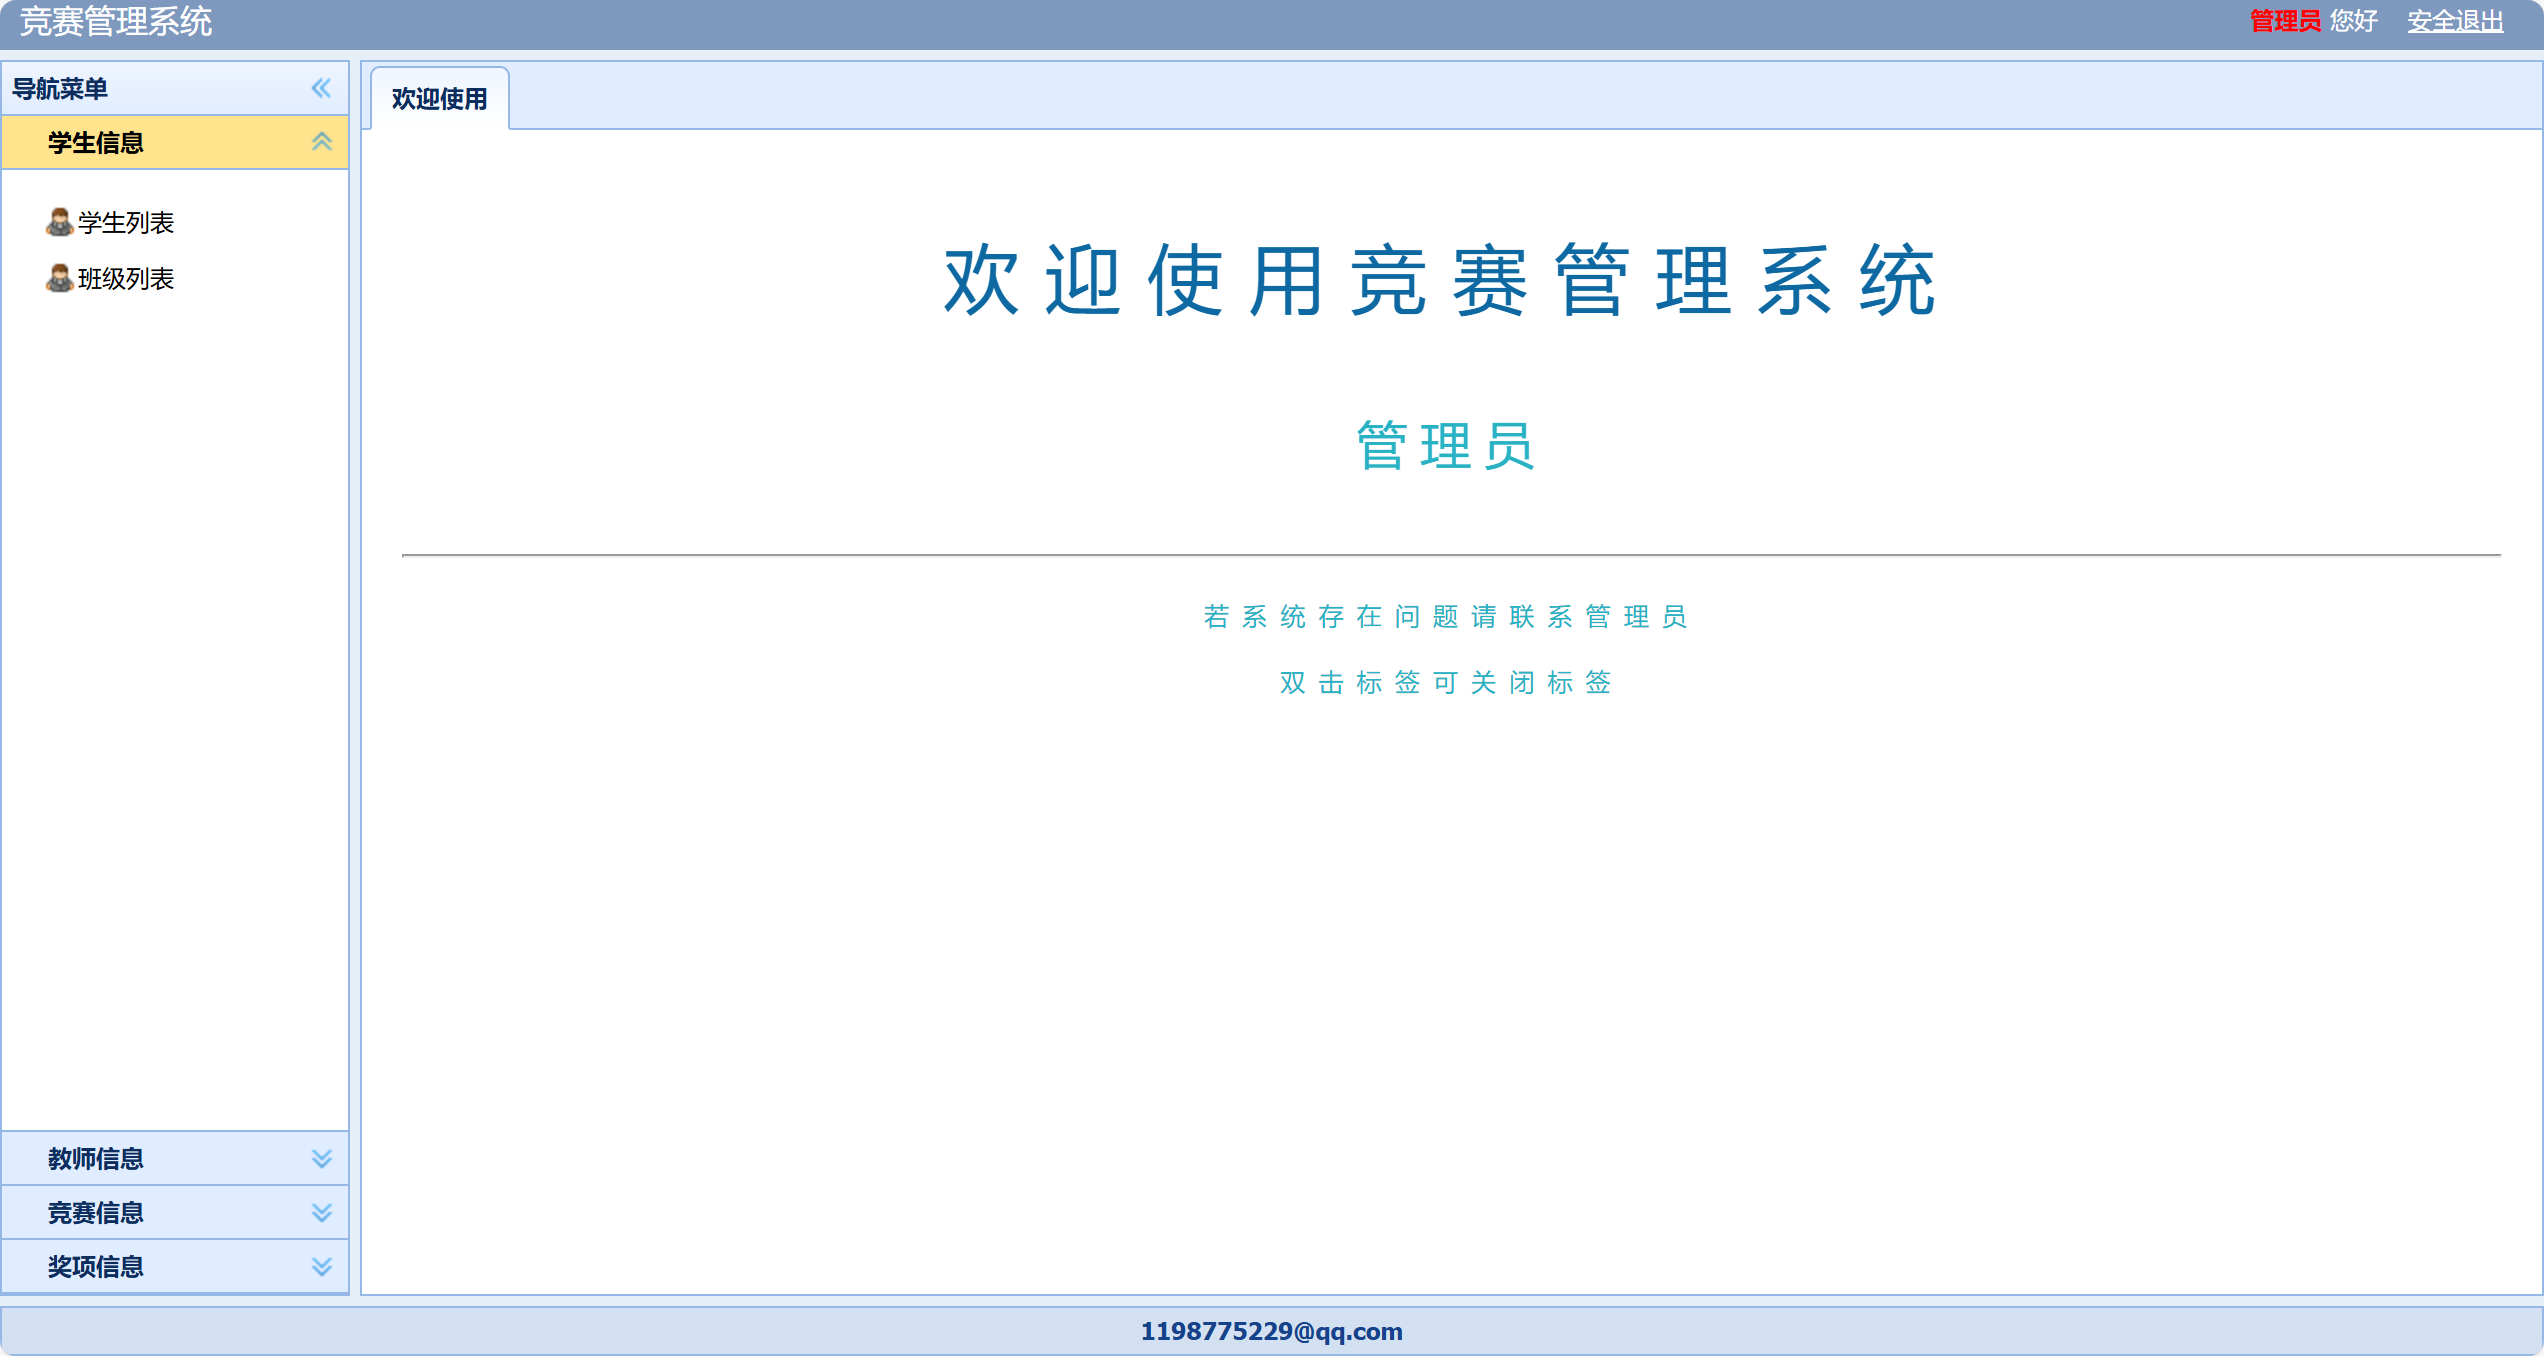 竞赛管理系统
管理员 您好 安全退出
导航菜单
学生信息
学生列表
班级列表
教师信息
竞赛信息
奖项信息
欢迎使用
欢迎使用竞赛管理系统
管理员
若系统存在问题请联系管理员
双击标签可关闭标签
1198775229@qq.com